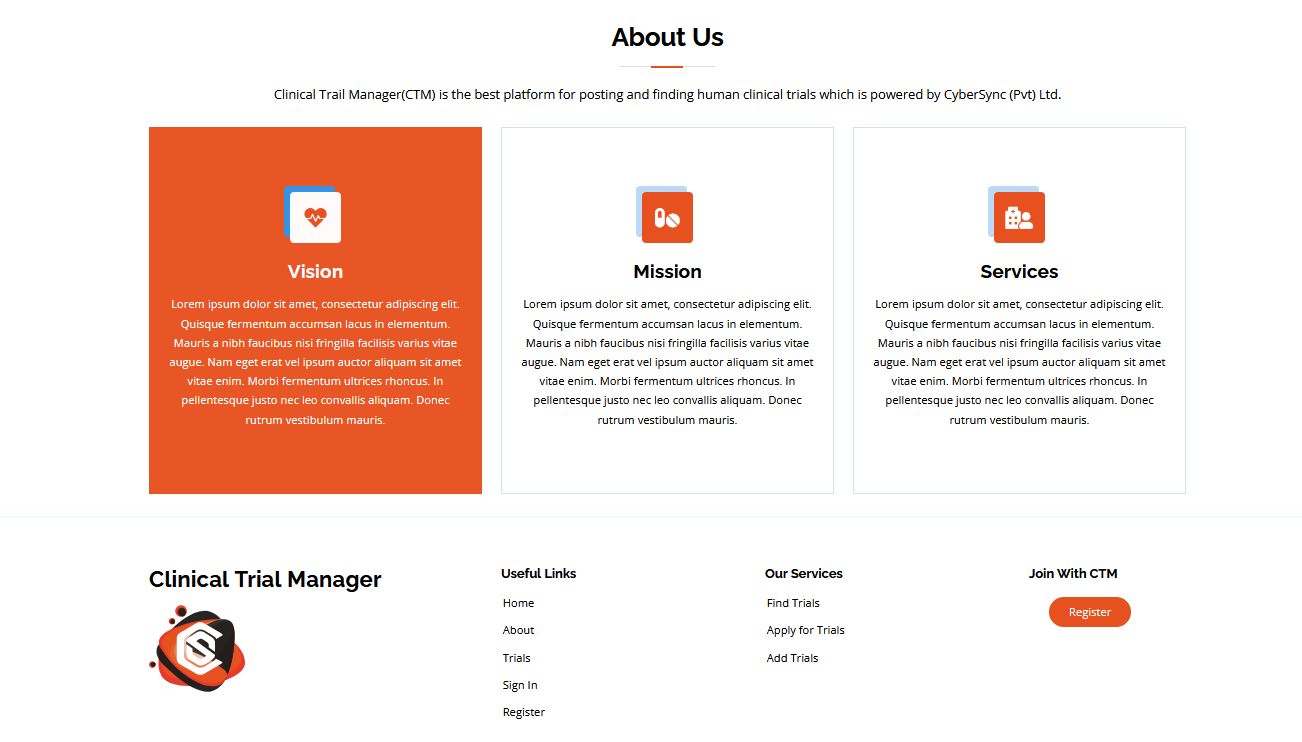 About Us
Clinical Trail Manager(CTM) is the best platform for posting and finding human clinical trials which is powered by CyberSync (Pvt) Ltd.
Vision
Lorem ipsum dolor sit amet, consectetur adipiscing elit.
Quisque fermentum accumsan lacus in elementum.
Mauris a nibh faucibus nisi fringilla facilisis varius vitae
augue. Nam eget erat vel ipsum auctor aliquam sit amet
vitae enim. Morbi fermentum ultrices rhoncus. In
pellentesque justo nec leo convallis aliquam. Donec
rutrum vestibulum mauris.
Mission
Lorem ipsum dolor sit amet, consectetur adipiscing elit.
Quisque fermentum accumsan lacus in elementum.
Mauris a nibh faucibus nisi fringilla facilisis varius vitae
augue. Nam eget erat vel ipsum auctor aliquam sit amet
vitae enim. Morbi fermentum ultrices rhoncus. In
pellentesque justo nec leo convallis aliquam. Donec
rutrum vestibulum mauris.
Services
Lorem ipsum dolor sit amet, consectetur adipiscing elit.
Quisque fermentum accumsan lacus in elementum.
Mauris a nibh faucibus nisi fringilla facilisis varius vitae
augue. Nam eget erat vel ipsum auctor aliquam sit amet
vitae enim. Morbi fermentum ultrices rhoncus. In
pellentesque justo nec leo convallis aliquam. Donec
rutrum vestibulum mauris.
Clinical Trial Manager
Useful Links
Home
About
Trials
Sign In
Register
Our Services
Find Trials
Apply for Trials
Add Trials
Join With CTM
Register